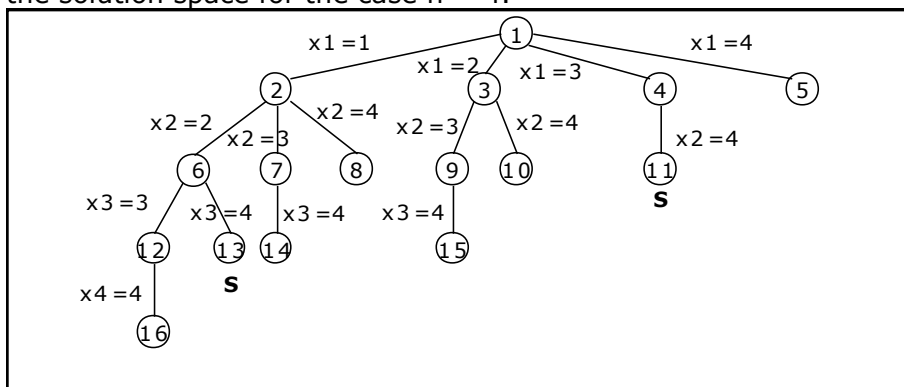 the solution space for the case n = 4.
1
x1 =1
x1 =2
x1 =3
x1 =4
2
3
4
5
x2 =2
x2 =3
x2 =4
x2 =3
x2 =4
x2 =4
6
7
8
9
10
11
S
x3 =3
x3 =4
x3 =4
x3 =4
12
13
14
15
S
x4 =4
16